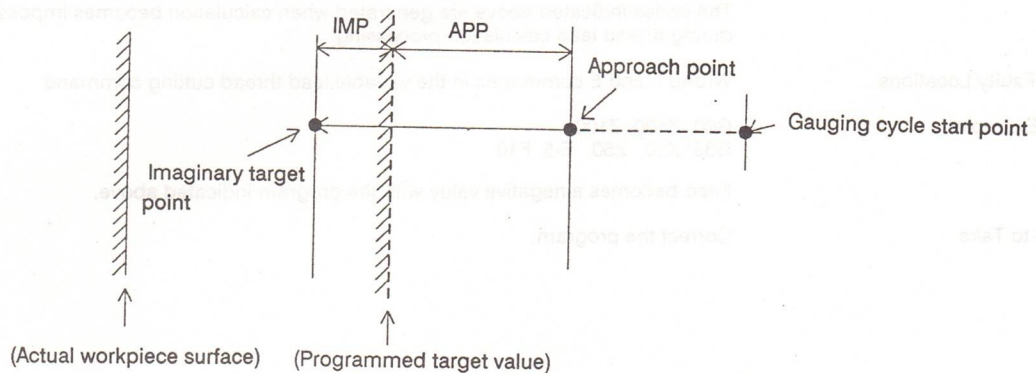 IMP
APP
Approach point
Gauging cycle start point
Imaginary target
point
(Actual workpiece surface)
(Programmed target value)